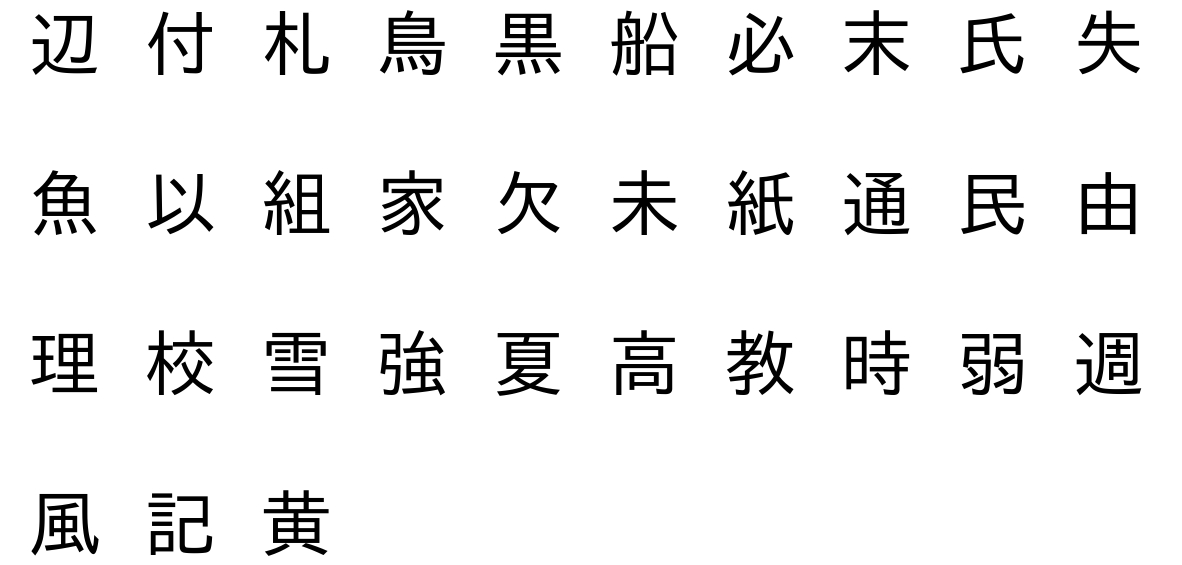 辺 付 札 鳥 黒 船 必 末 氏 失
魚 以 組 家 欠 未 紙 通 民 由
理 校 雪 強 夏 高 教 時 弱 週
風 記 黄